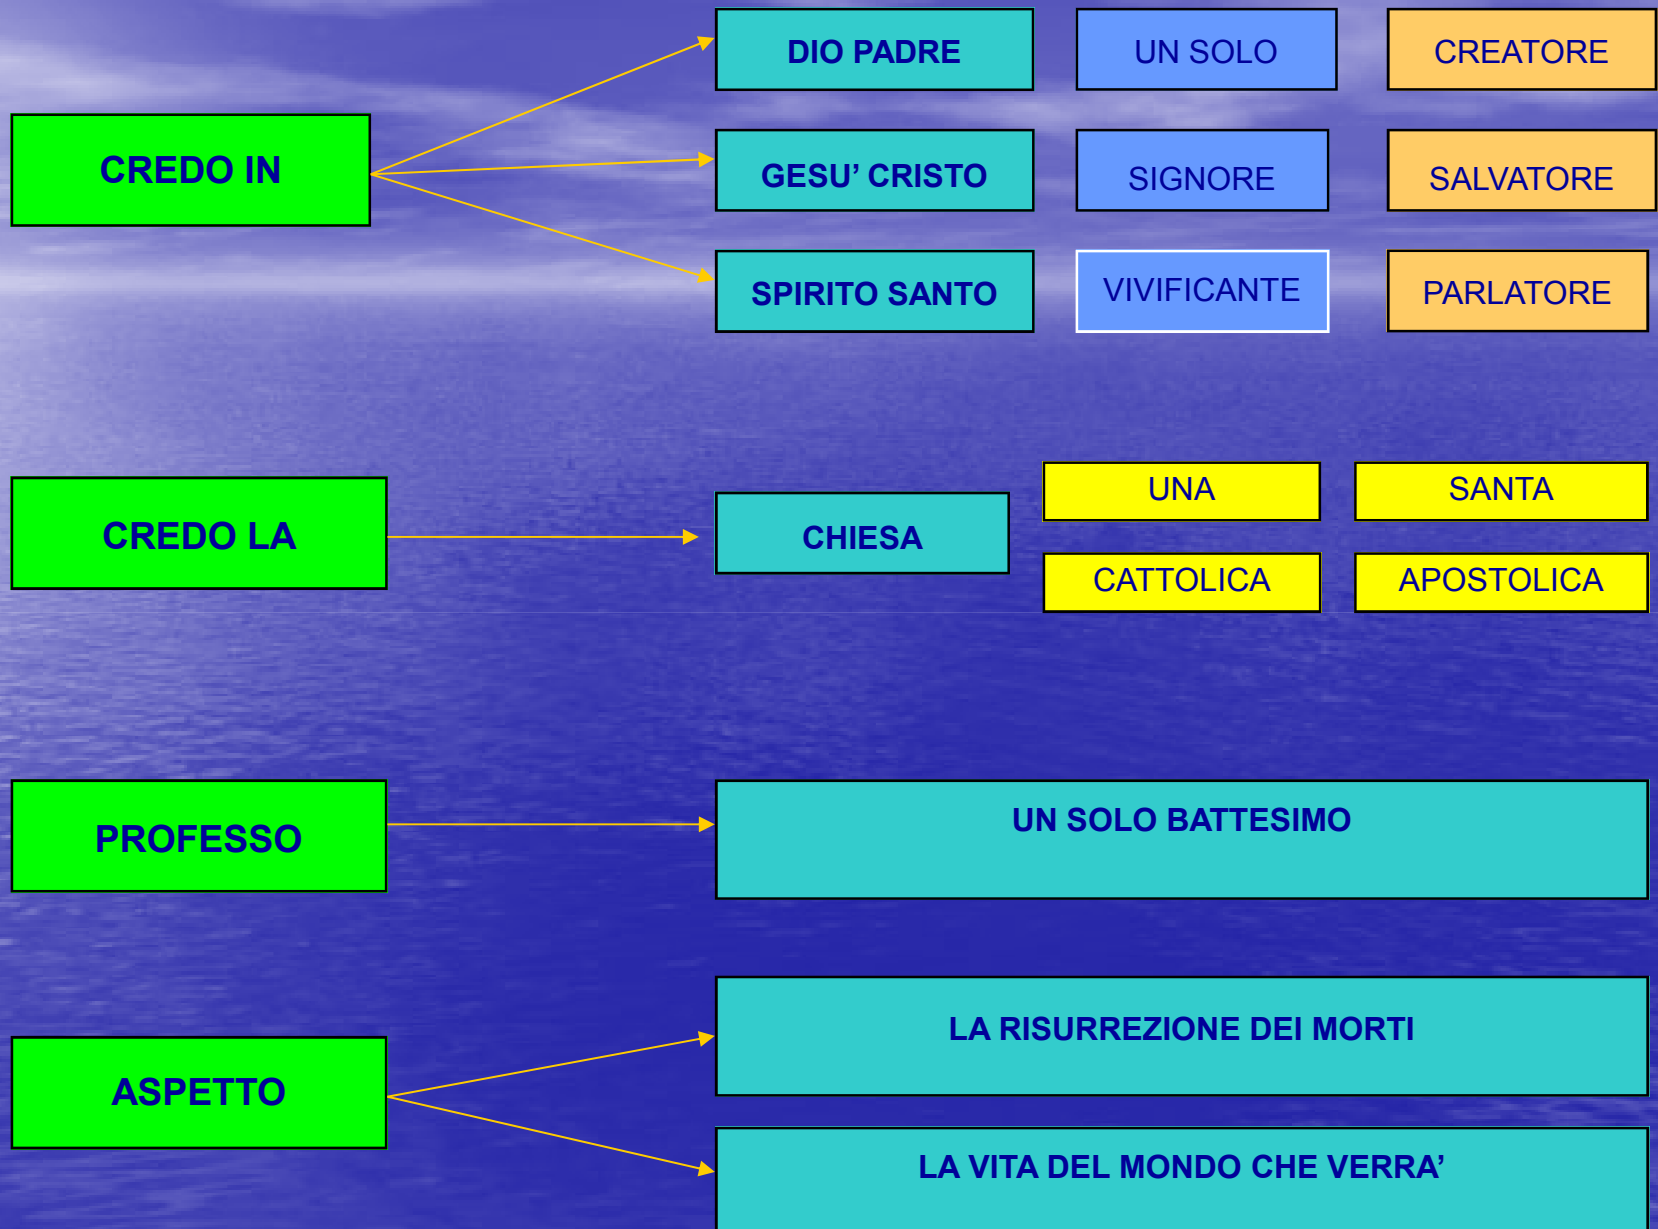 CREDO IN
DIO PADRE
UN SOLO
CREATORE
GESU’ CRISTO
SIGNORE
SALVATORE
SPIRITO SANTO
VIVIFICANTE
PARLATORE
CREDO LA
CHIESA
UNA
SANTA
CATTOLICA
APOSTOLICA
PROFESSO
UN SOLO BATTESIMO
ASPETTO
LA RISURREZIONE DEI MORTI
LA VITA DEL MONDO CHE VERRA’